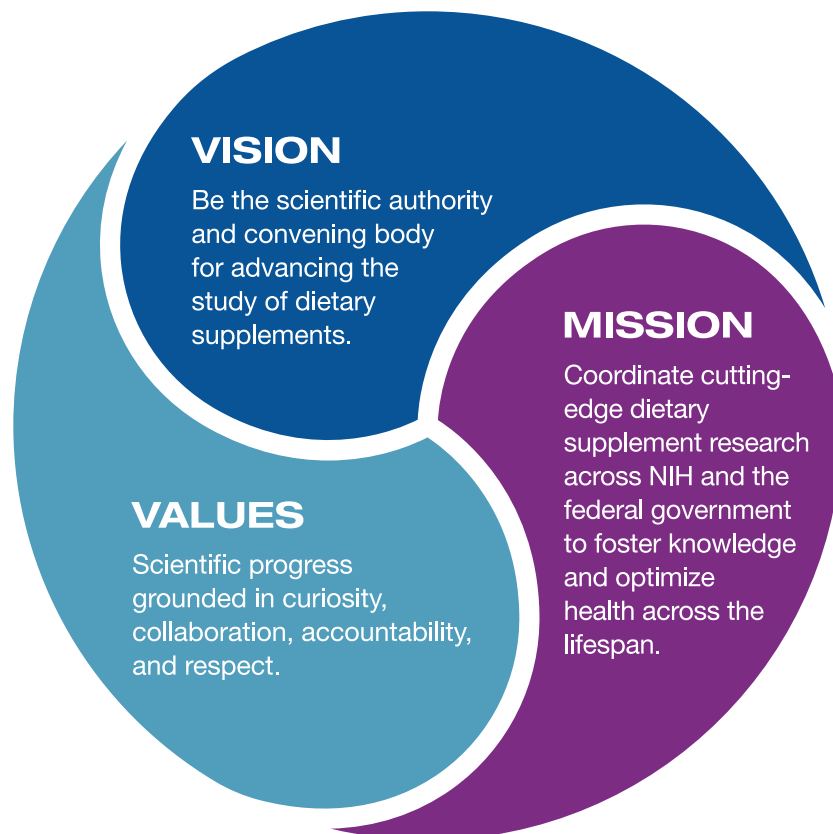 VISION
Be the scientific authority
and convening body
for advancing the
study of dietary
supplements.
MISSION
Coordinate cutting-
edge dietary
supplement research
across NIH and the
federal government
to foster knowledge
and optimize
health across the
lifespan.
VALUES
Scientific progress
grounded in curiosity,
collaboration, accountability,
and respect.